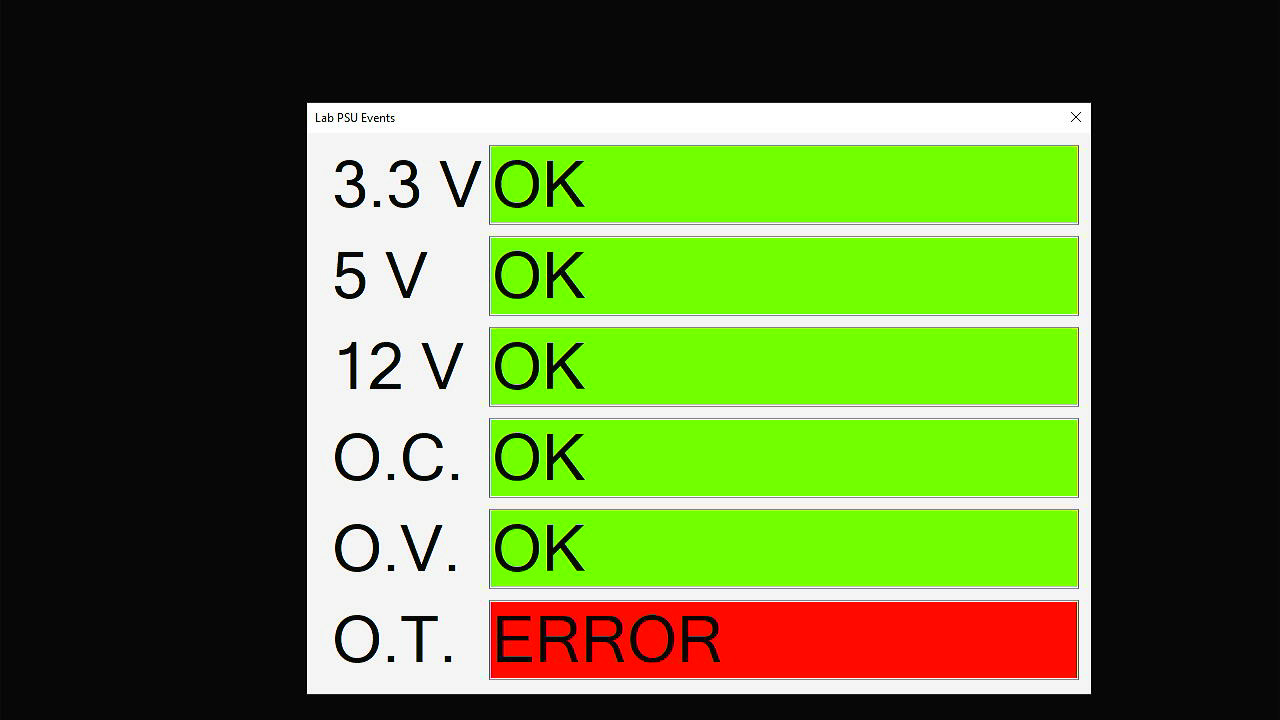 Lab PSU Events
3.3 V OK
5 V OK
12 V OK
O.C. OK
O.V. OK
O.T. ERROR